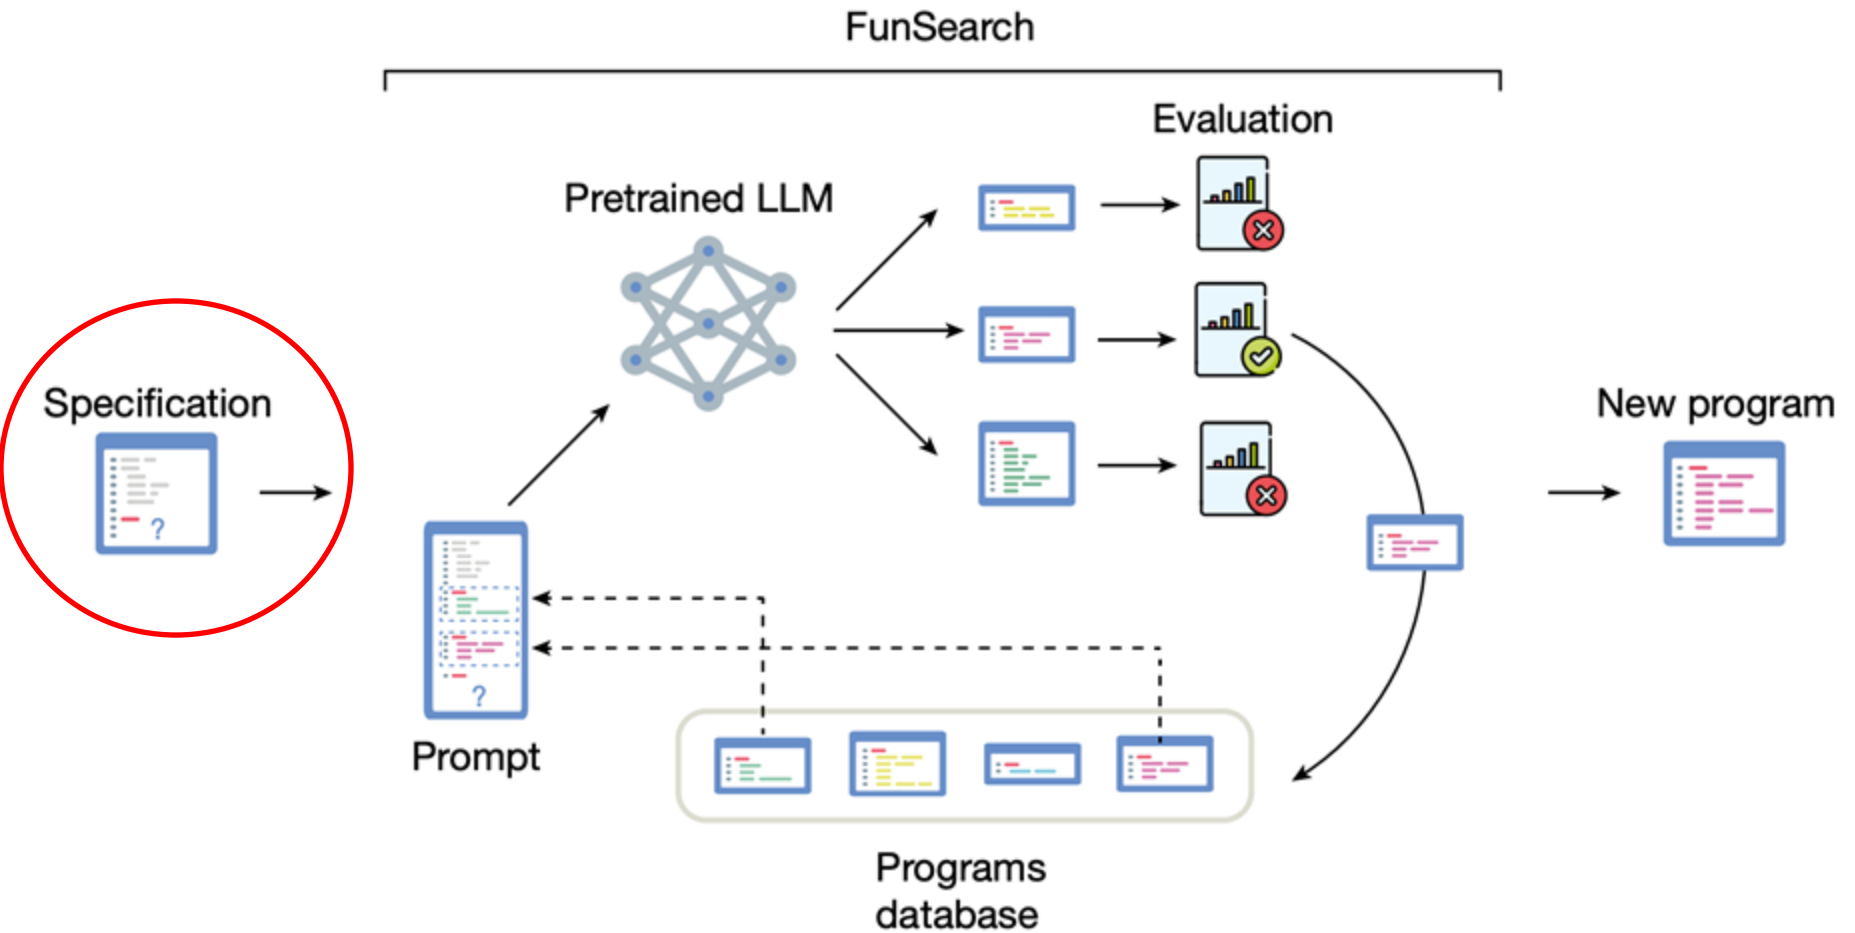 FunSearch
Evaluation
Pretrained LLM
Specification
?
New program
?
Prompt
Programs
database